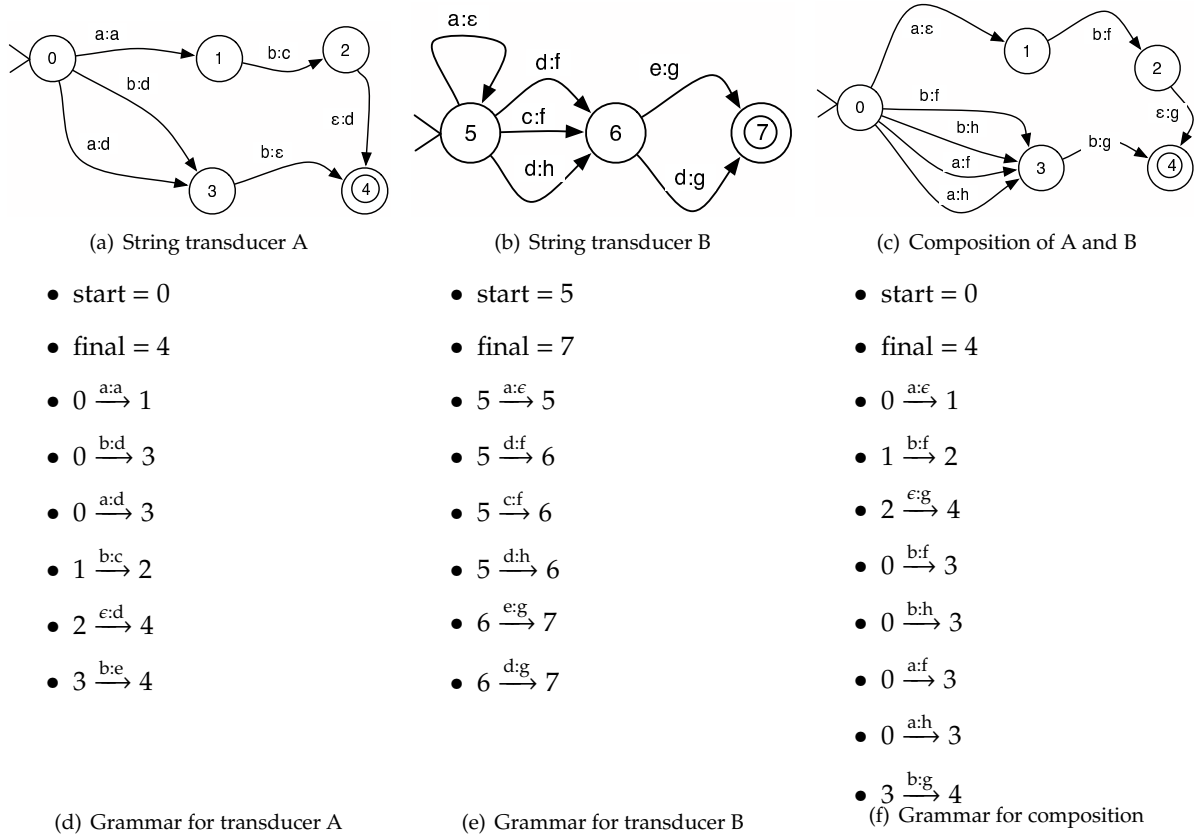 0
a:a
1
b:c
2
b:d
ε:d
a:d
3
b:ε
4
(a) String transducer A
a:ε
d:f
e:g
5
c:f
6
7
d:h
d:g
(b) String transducer B
a:ε
1
b:f
2
0
b:f
ε:g
b:h
b:g
a:f
3
4
a:h
(c) Composition of A and B
• start = 0
• final = 4
• 0 a:a⟶ 1
• 0 b:d⟶ 3
• 0 a:d⟶ 3
• 1 b:c⟶ 2
• 2 ϵ:d⟶ 4
• 3 b:e⟶ 4
(d) Grammar for transducer A
• start = 5
• final = 7
• 5 a:ϵ⟶ 5
• 5 d:f⟶ 6
• 5 c:f⟶ 6
• 5 d:h⟶ 6
• 6 e:g⟶ 7
• 6 d:g⟶ 7
(e) Grammar for transducer B
• start = 0
• final = 4
• 0 a:ϵ⟶ 1
• 1 b:f⟶ 2
• 2 ϵ:g⟶ 4
• 0 b:f⟶ 3
• 0 b:h⟶ 3
• 0 a:f⟶ 3
• 0 a:h⟶ 3
• 3 b:g⟶ 4
(f) Grammar for composition